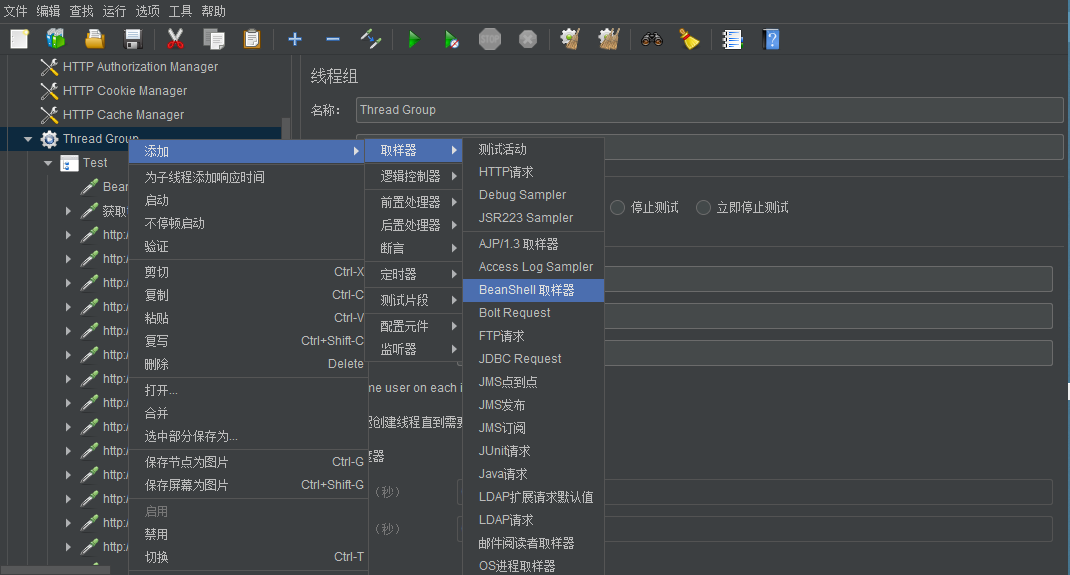 文件 编辑 查找 运行 选项 工具 帮助
HTTP Authorization Manager
HTTP Cookie Manager
HTTP Cache Manager
Thread Group
Test
Bean
获取
http:/
http:/
http:/
http:/
http:/
http:/
http:/
http:/
http:/
http:/
http:/
http:/
http:/
http:/
添加
为子线程添加响应时间
启动
不停顿启动
验证
剪切 Ctrl-X
复制 Ctrl-C
粘贴 Ctrl-V
复写 Ctrl+Shift-C
删除 Delete
打开...
合并
选中部分保存为...
保存节点为图片 Ctrl-G
保存屏幕为图片 Ctrl+Shift-G
启用
禁用
切换 Ctrl-T
取样器
逻辑控制器
前置处理器
后置处理器
断言
定时器
测试片段
配置元件
监听器
测试活动
HTTP请求
Debug Sampler
JSR223 Sampler
AJP/1.3 取样器
Access Log Sampler
BeanShell 取样器
Bolt Request
FTP请求
JDBC Request
JMS点到点
JMS发布
JMS订阅
JUnit请求
Java请求
LDAP扩展请求默认值
LDAP请求
邮件阅读者取样器
OS进程取样器
线程组
名称： Thread Group
停止测试 立即停止测试
me user on each i
创建线程直到需要
器
（秒）
（秒）